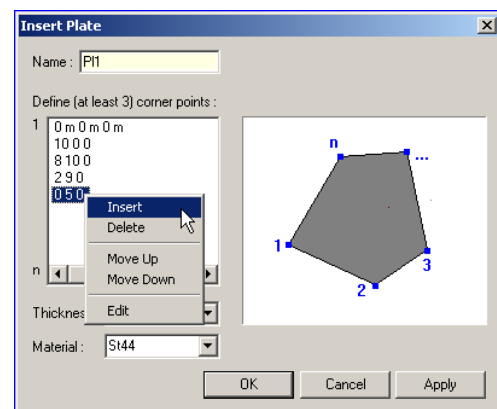 Insert Plate
Name : Pl1
Define (at least 3) corner points :
1
0 m 0 m 0 m
10 0 0
8 10 0
2 9 0
0 5 0
Insert
Delete
Move Up
Move Down
Edit
n
n
...
1
2
3
Thicknes
Material : St44
OK
Cancel
Apply